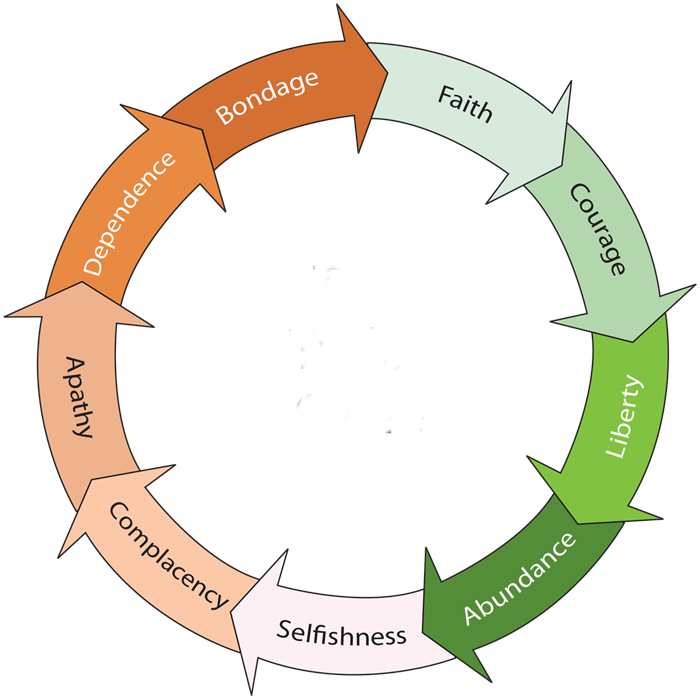 Bondage
Faith
Courage
Liberty
Abundance
Selfishness
Complacency
Apathy
Dependence